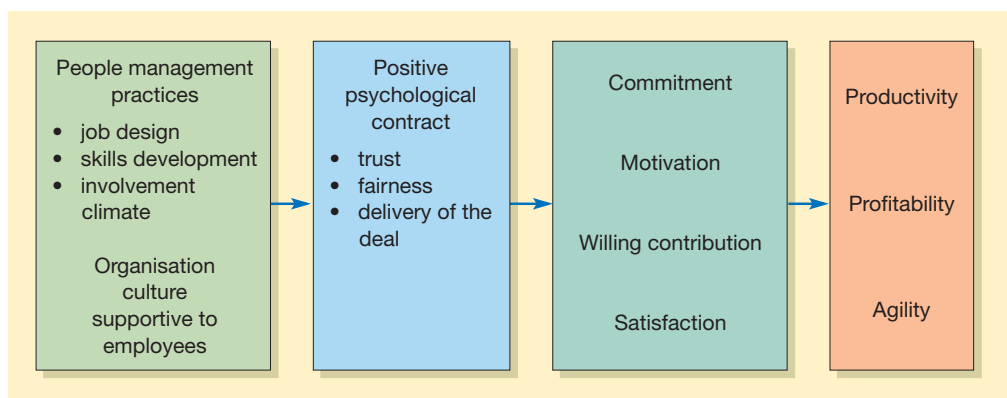 People management
practices
• job design
• skills development
• involvement
climate
Organisation
culture
supportive to
employees
Positive
psychological
contract
• trust
• fairness
• delivery of the
deal
Commitment
Motivation
Willing contribution
Satisfaction
Productivity
Profitability
Agility